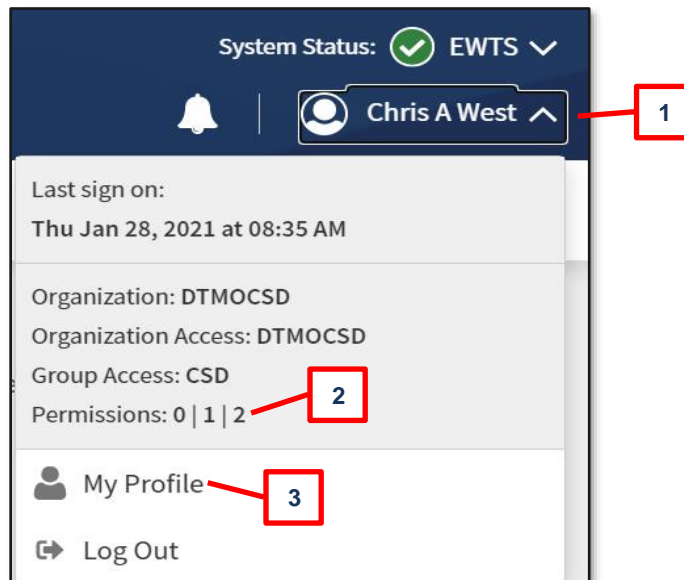 System Status: EWTS
Chris A West
1
Last sign on:
Thu Jan 28, 2021 at 08:35 AM
Organization: DTMOCSD
Organization Access: DTMOCSD
Group Access: CSD
2
Permissions: 0 | 1 | 2
My Profile
3
Log Out